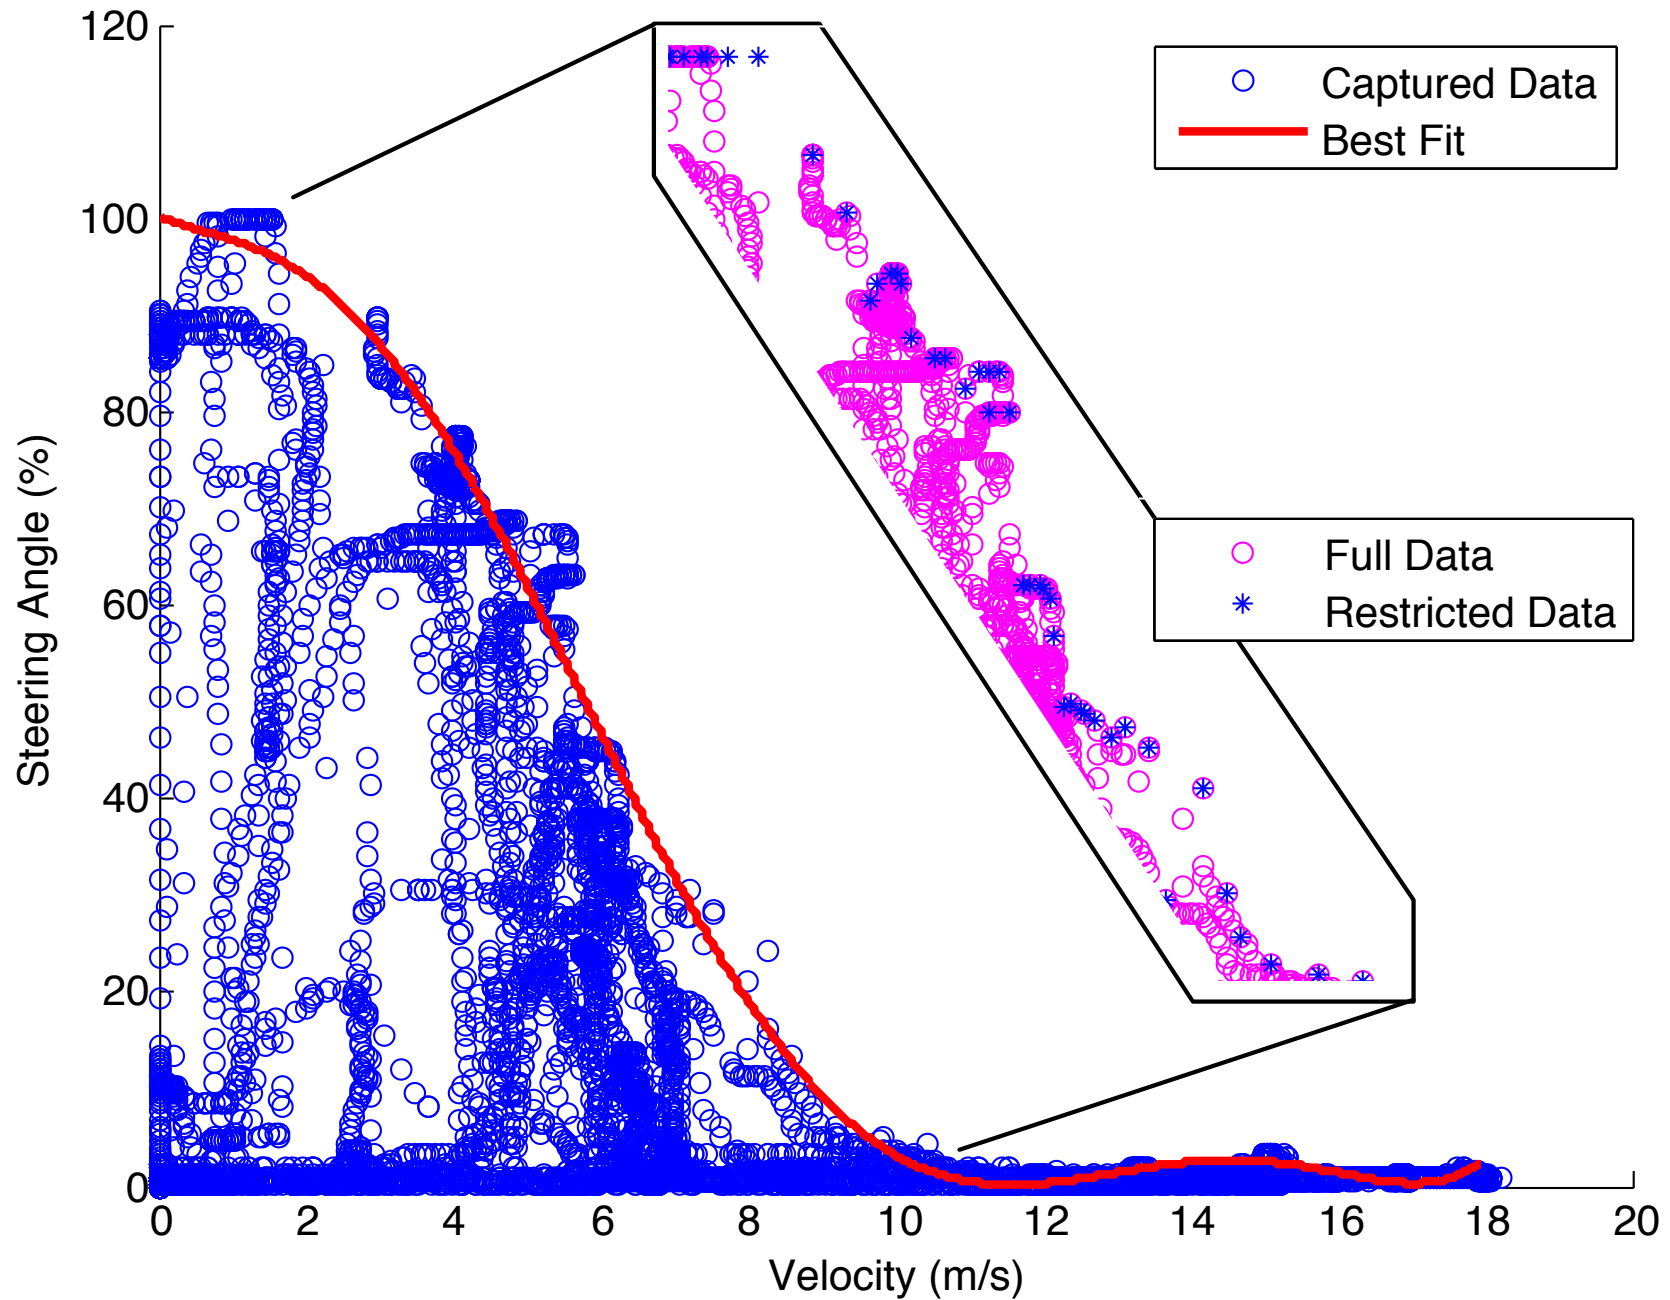 120
100
80
60
40
20
0
Steering Angle (%)
0 2 4 6 8 10 12 14 16 18 20
Velocity (m/s)
Captured Data
Best Fit
Full Data
Restricted Data